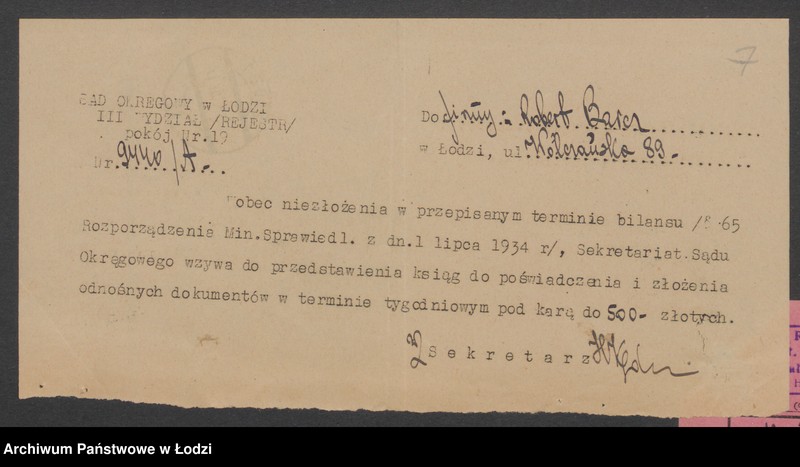 7
SĄD OKRĘGOWY w ŁODZI
III WYDZIAŁ /REJESTR/
pokój Nr.19
Nr. 9440/A.
Do firmy: Robert Baier
w Łodzi, ul Wólczańska 89
Wobec niezłożenia w przepisanym terminie bilansu /§ 65
Rozporządzenie Min.Sprawiedl. z dn.1 lipca 1934 r/, Sekretariat Sądu
Okręgowego wzywa do przedstawienia ksiąg do poświadczenia i złożenia
odnośnych dokumentów w terminie tygodniowym pod karą do 500- złotych.
Sekretarz
Archiwum Państwowe w Łodzi